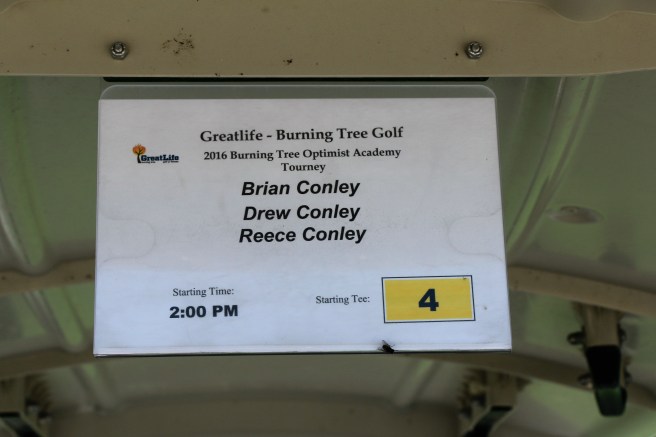 Greatlife - Burning Tree Golf
GreatLife
2016 Burning Tree Optimist Academy
Tourney
Brian Conley
Drew Conley
Reece Conley
Starting Time:
2:00 PM
Starting Tee:
4